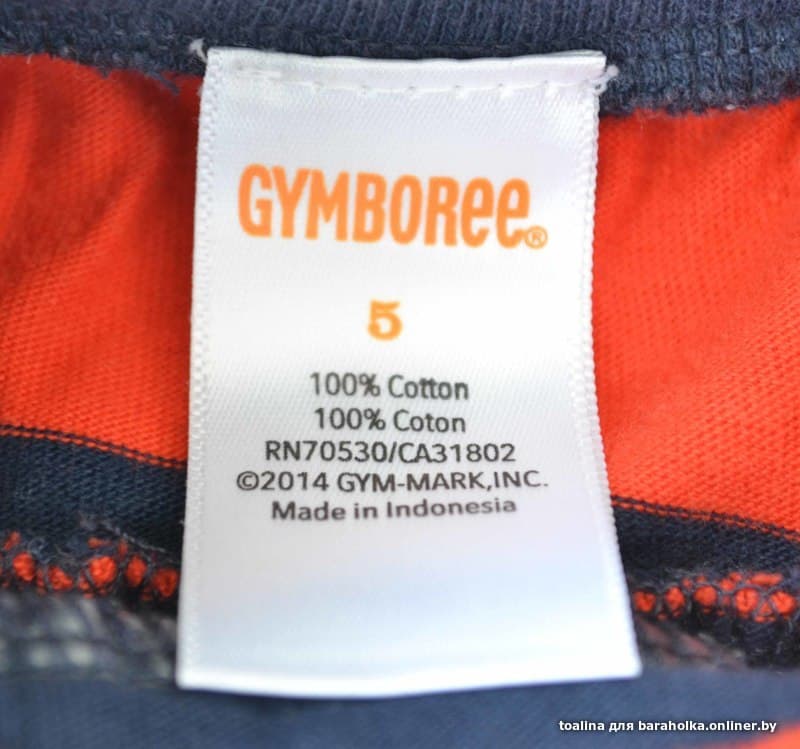 GYMBOREE®
5
100% Cotton
100% Coton
RN70530/CA31802
©2014 GYM-MARK,INC.
Made in Indonesia
toalina для baraholka.onliner.by